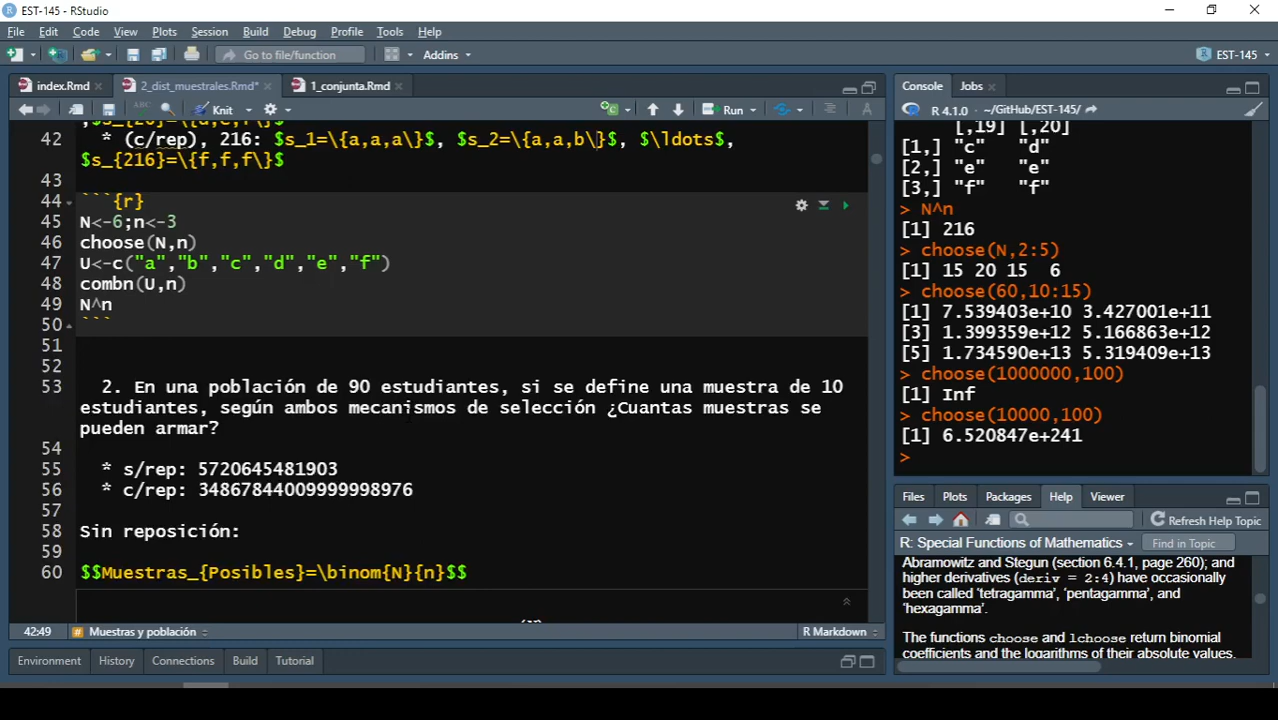 EST-145 - RStudio
File Edit Code View Plots Session Build Debug Profile Tools Help
Go to file/function Addins EST-145
index.Rmd 2_dist_muestrales.Rmd* 1_conjunta.Rmd
ABC Knit Run
42 * (c/rep), 216: $s_1=\{a,a,a\}$, $s_2=\{a,a,b\}$, $\ldots$,
$s_{216}=\{f,f,f\}$
43
44 ```{r}
45 N<-6;n<-3
46 choose(N,n)
47 U<-c("a","b","c","d","e","f")
48 combn(U,n)
49 N^n
50 ```
51
52
53 2. En una población de 90 estudiantes, si se define una muestra de 10
estudiantes, según ambos mecanismos de selección ¿Cuantas muestras se
pueden armar?
54
55 * s/rep: 5720645481903
56 * c/rep: 34867844009999998976
57
58 Sin reposición:
59
60 $$Muestras_{Posibles}=\binom{N}{n}$$
42:49 Muestras y población R Markdown
Environment History Connections Build Tutorial
Console Jobs
R 4.1.0 · ~/GitHub/EST-145/
[,19] [,20]
[1,] "c" "d"
[2,] "e" "e"
[3,] "f" "f"
> N^n
[1] 216
> choose(N,2:5)
[1] 15 20 15 6
> choose(60,10:15)
[1] 7.539403e+10 3.427001e+11
[3] 1.399359e+12 5.166863e+12
[5] 1.734590e+13 5.319409e+13
> choose(1000000,100)
[1] Inf
> choose(10000,100)
[1] 6.520847e+241
>
Files Plots Packages Help Viewer
Refresh Help Topic
R: Special Functions of Mathematics Find in Topic
Abramowitz and Stegun (section 6.4.1, page 260); and
higher derivatives (deriv = 2:4) have occasionally
been called ‘tetragamma’, ‘pentagamma’, and
‘hexagamma’.
The functions choose and lchoose return binomial
coefficients and the logarithms of their absolute values.